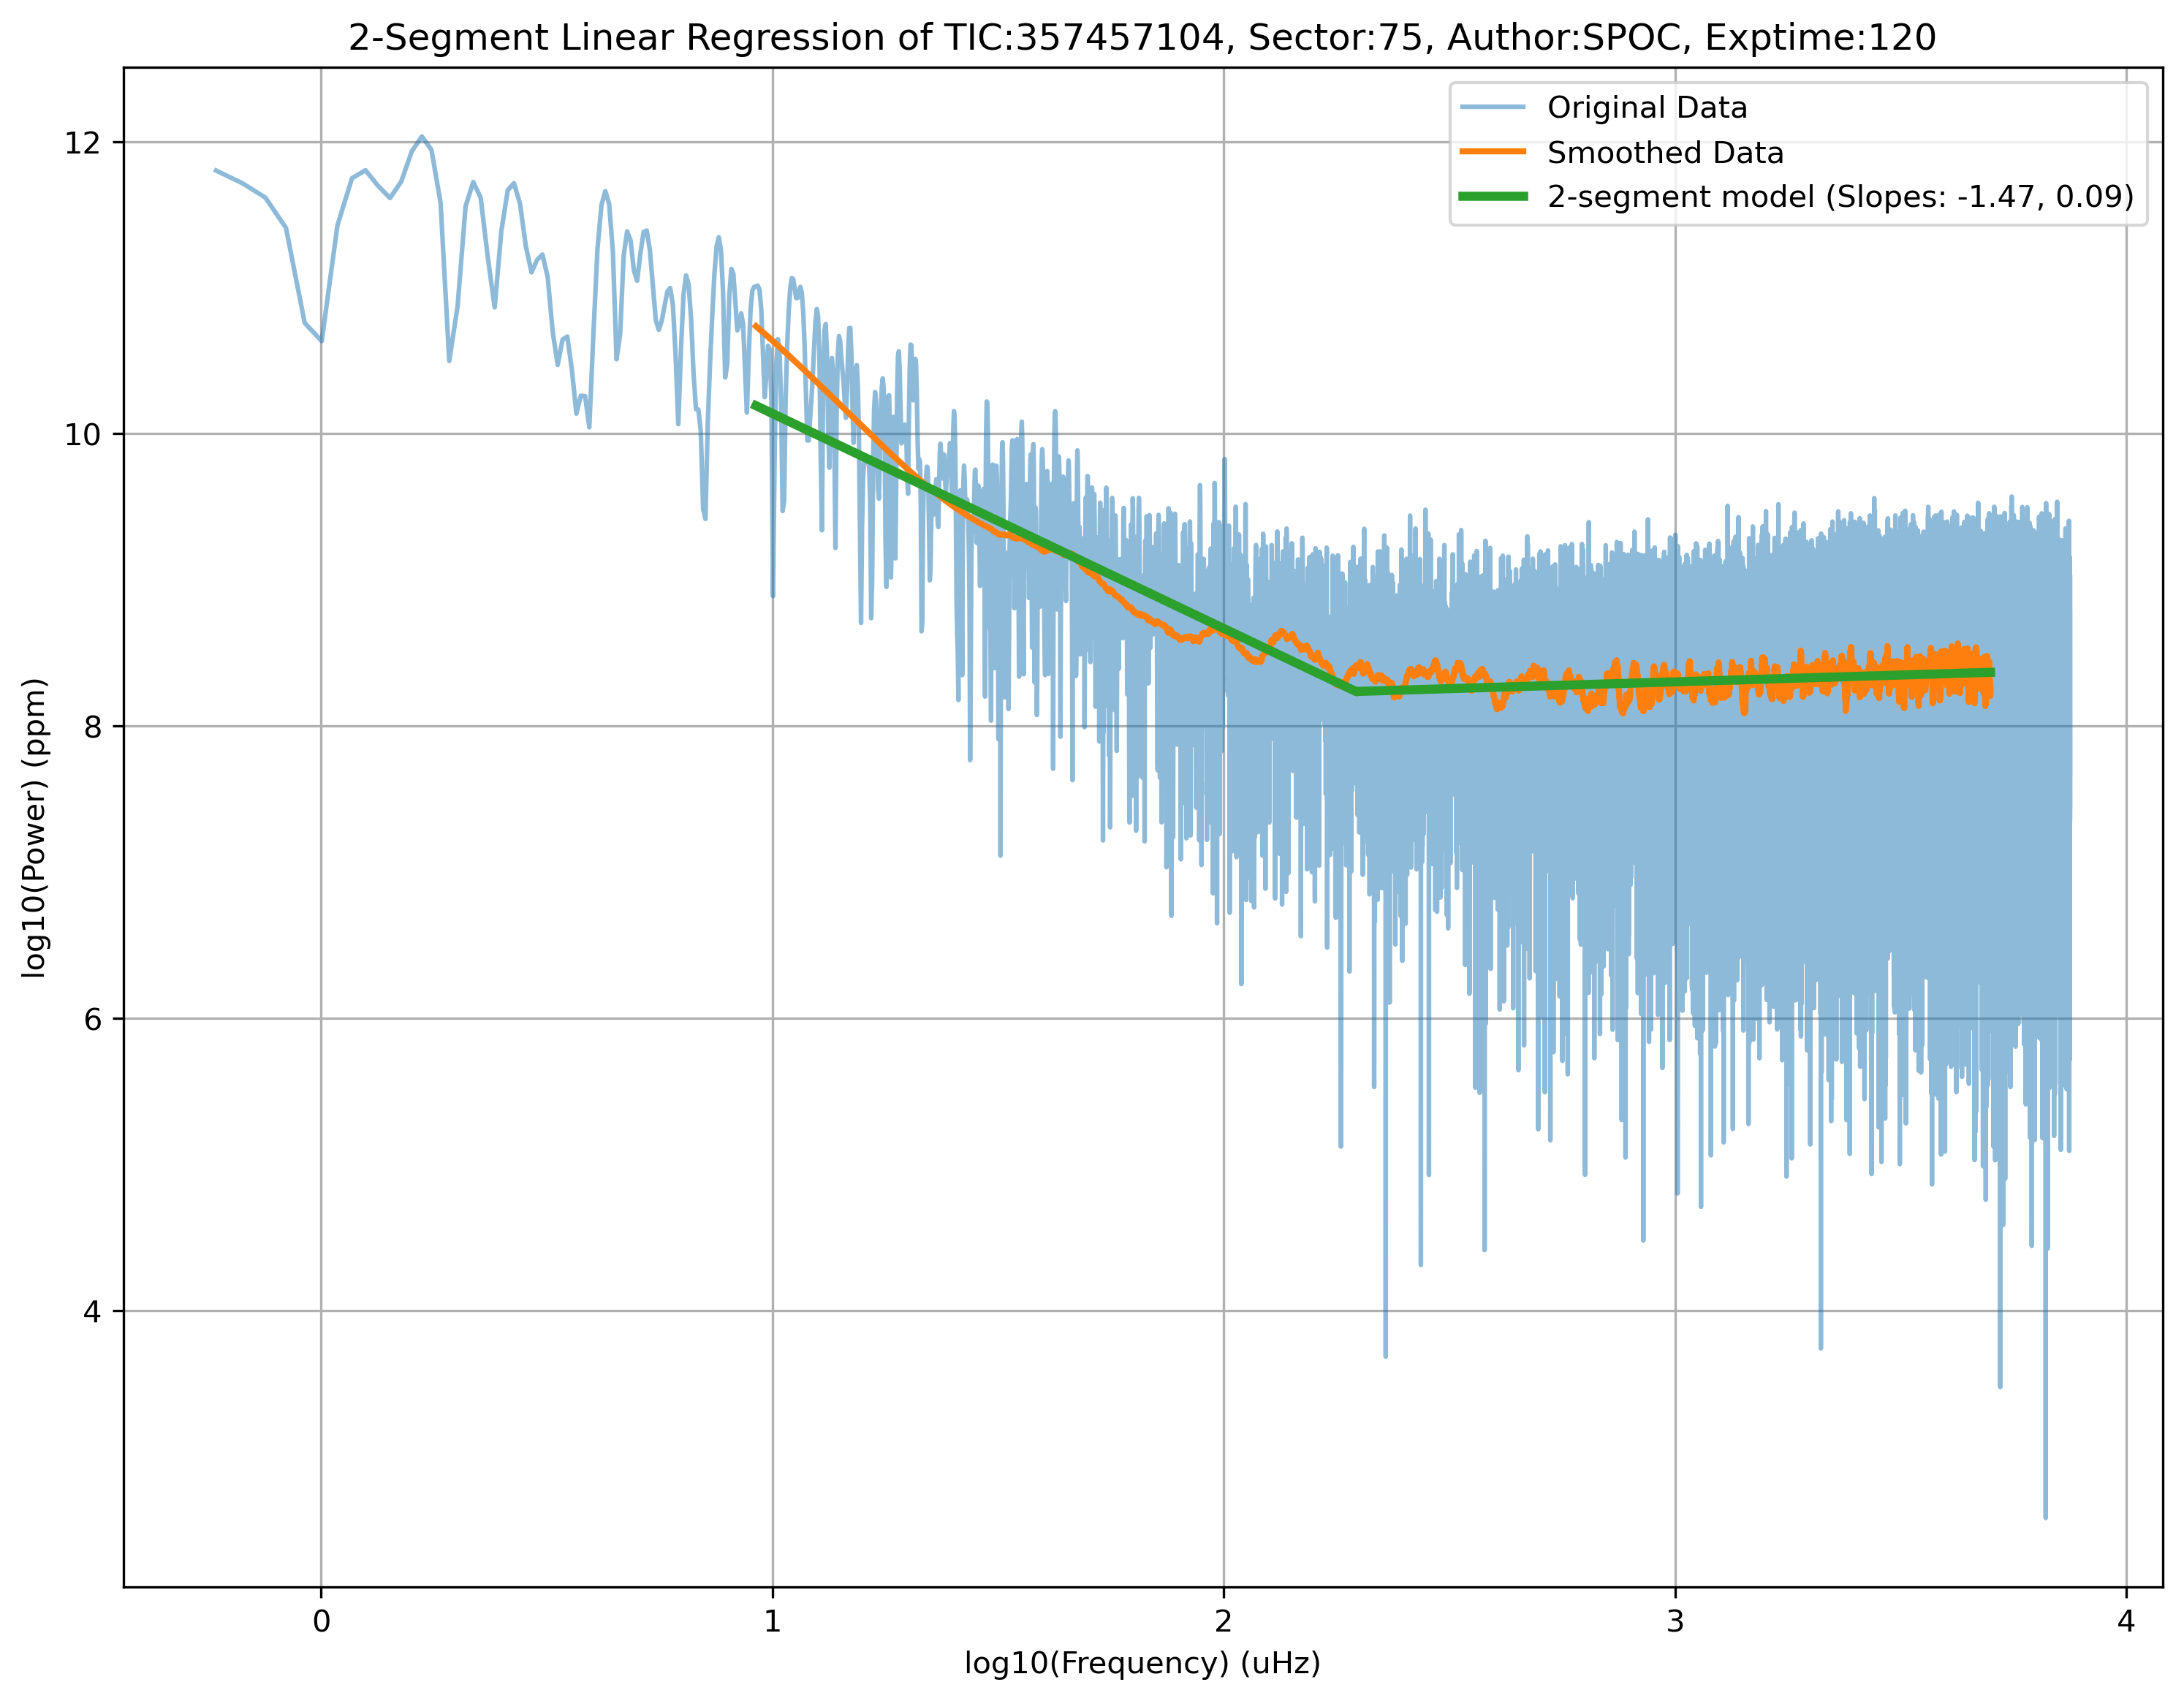 2-Segment Linear Regression of TIC:357457104, Sector:75, Author:SPOC, Exptime:120
Original Data
Smoothed Data
2-segment model (Slopes: -1.47, 0.09)
12
10
8
6
4
log10(Power) (ppm)
0 1 2 3 4
log10(Frequency) (uHz)